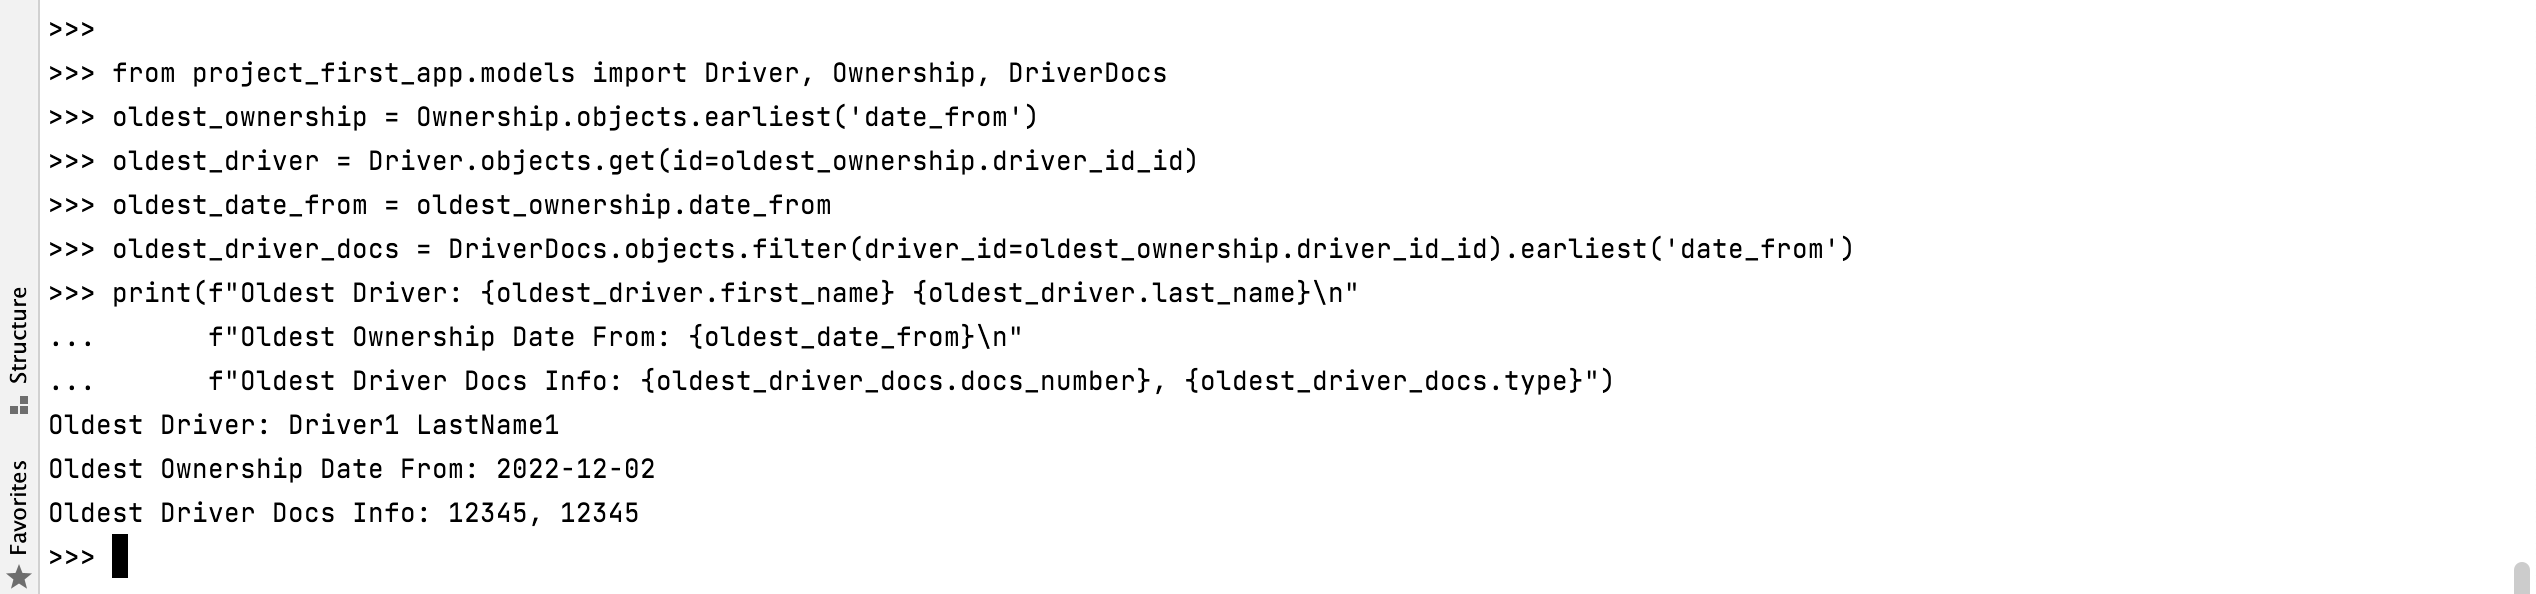 >>>
>>> from project_first_app.models import Driver, Ownership, DriverDocs
>>> oldest_ownership = Ownership.objects.earliest('date_from')
>>> oldest_driver = Driver.objects.get(id=oldest_ownership.driver_id_id)
>>> oldest_date_from = oldest_ownership.date_from
>>> oldest_driver_docs = DriverDocs.objects.filter(driver_id=oldest_ownership.driver_id_id).earliest('date_from')
>>> print(f"Oldest Driver: {oldest_driver.first_name} {oldest_driver.last_name}\n"
...       f"Oldest Ownership Date From: {oldest_date_from}\n"
...       f"Oldest Driver Docs Info: {oldest_driver_docs.docs_number}, {oldest_driver_docs.type}")
Oldest Driver: Driver1 LastName1
Oldest Ownership Date From: 2022-12-02
Oldest Driver Docs Info: 12345, 12345
>>>
Structure
Favorites